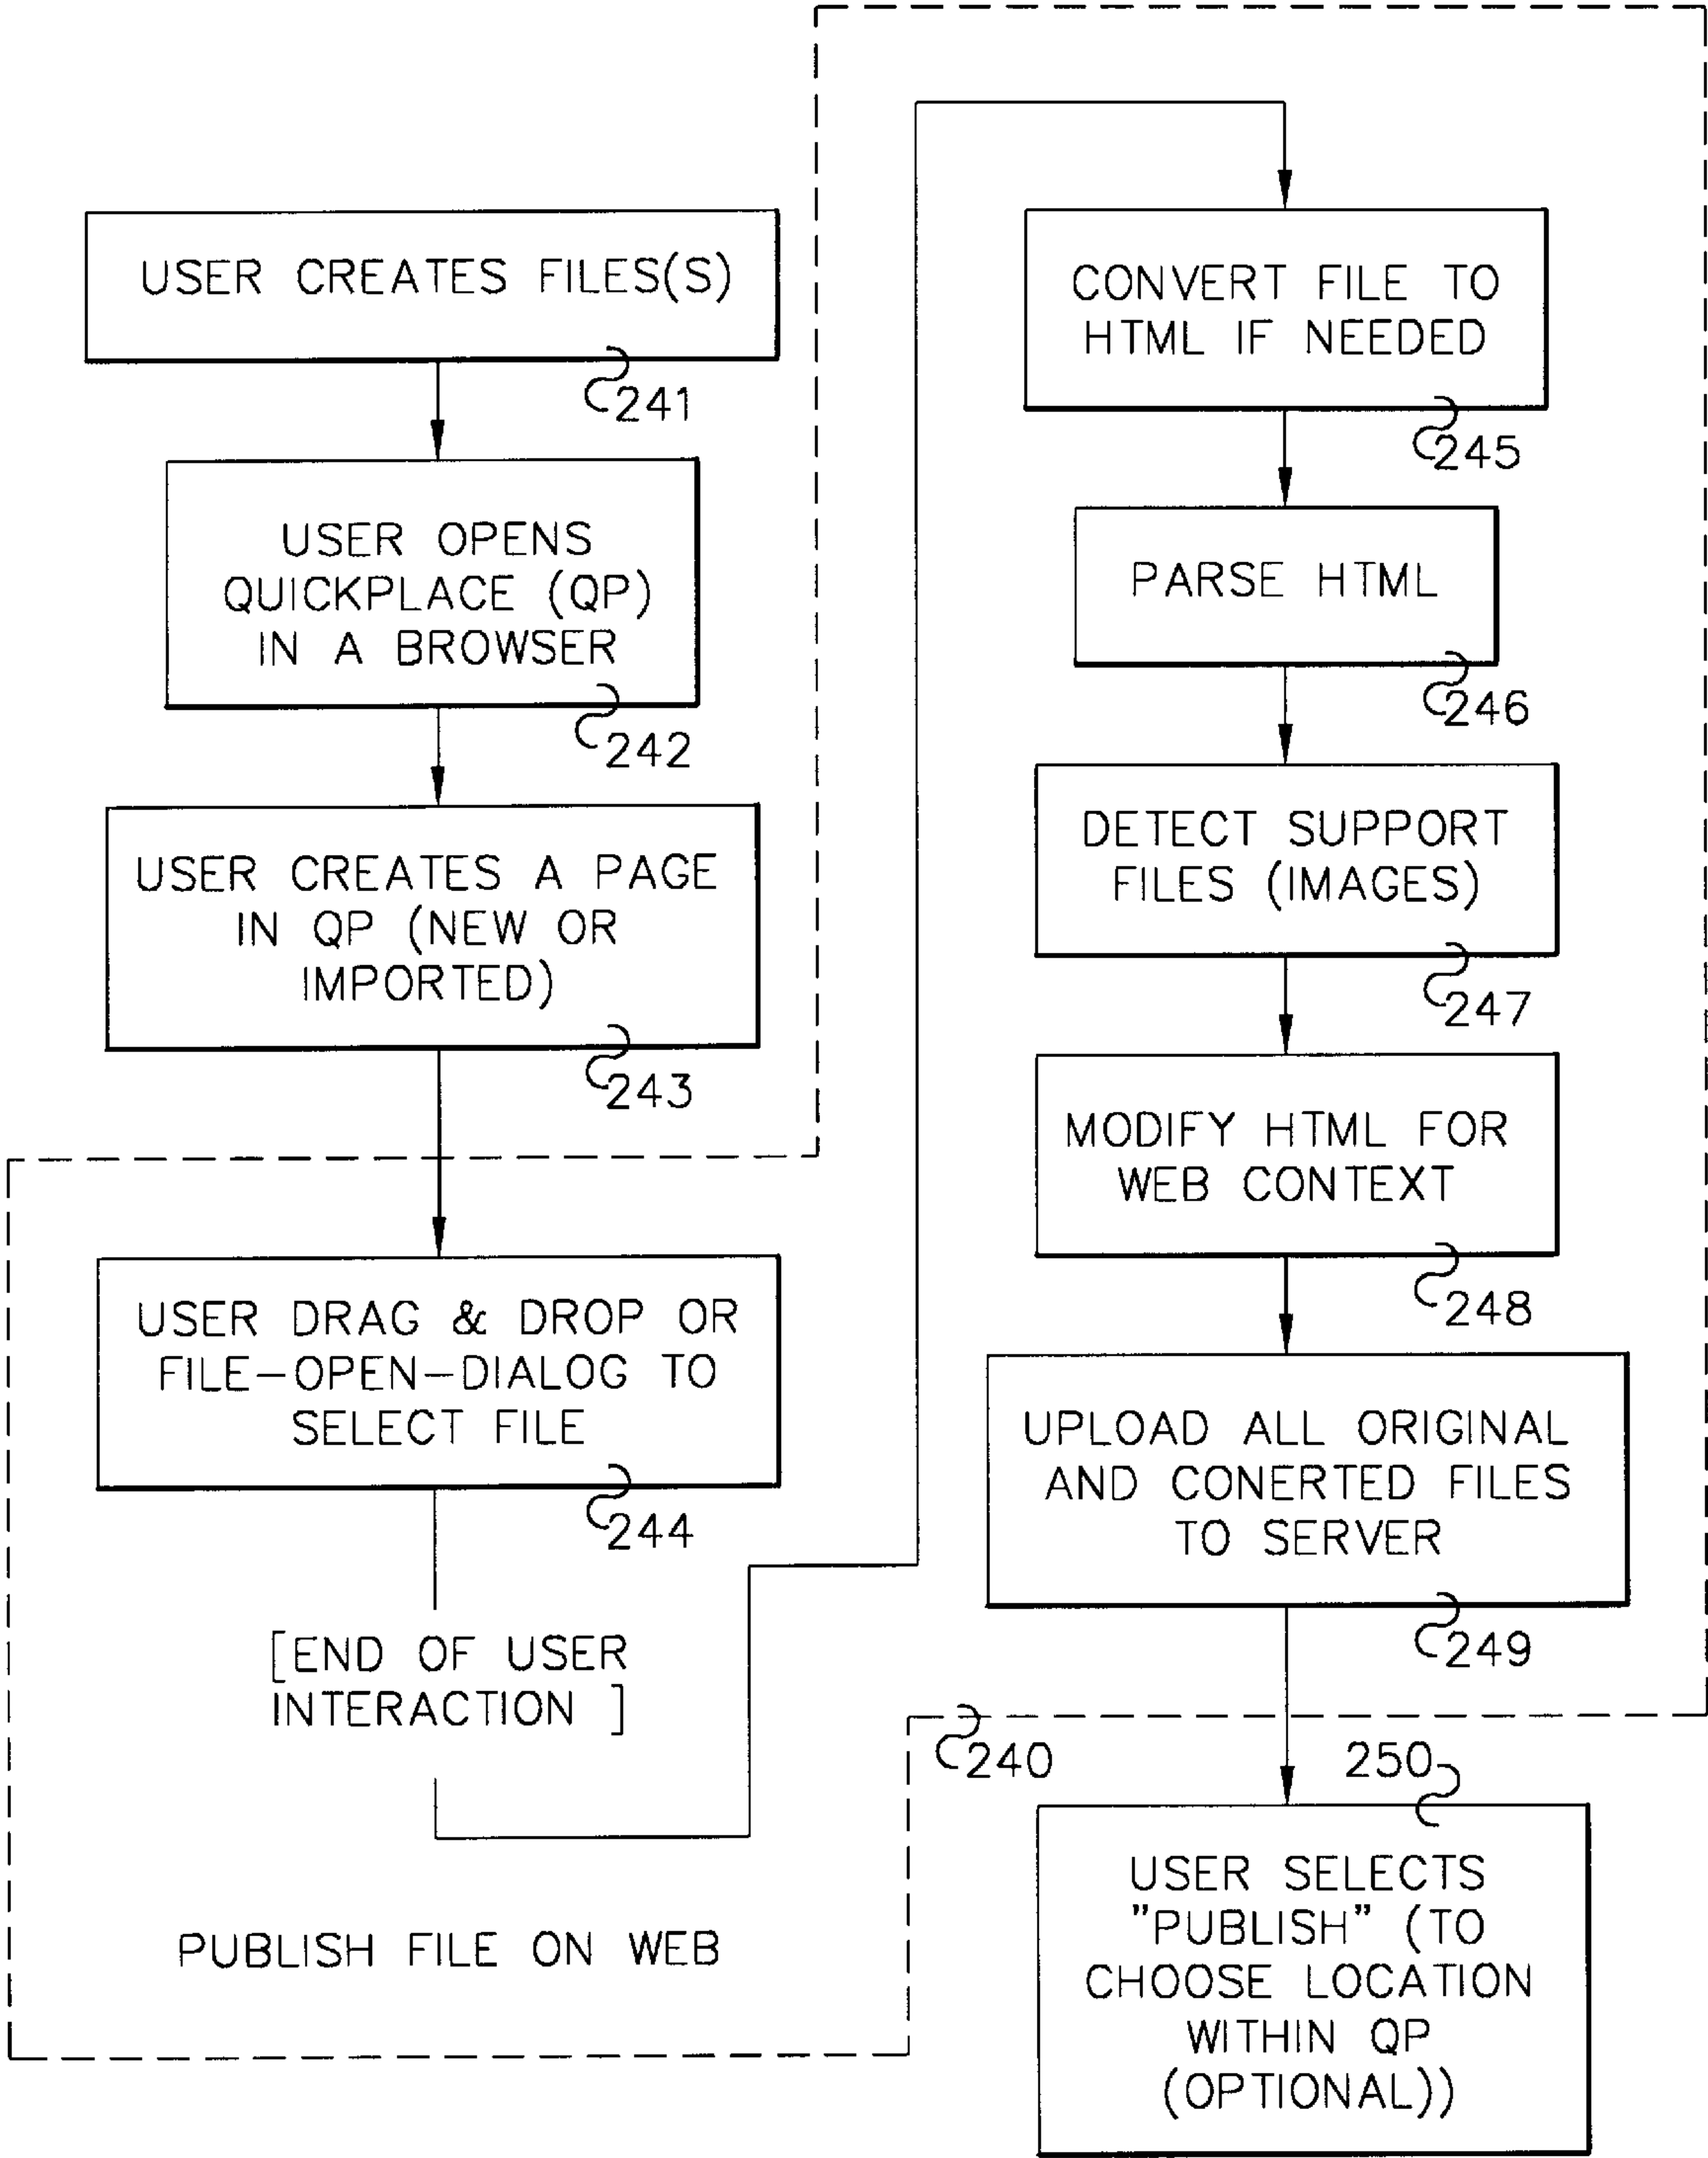 USER CREATES FILES(S)
241
USER OPENS
QUICKPLACE (QP)
IN A BROWSER
242
USER CREATES A PAGE
IN QP (NEW OR
IMPORTED)
243
USER DRAG & DROP OR
FILE-OPEN-DIALOG TO
SELECT FILE
244
[END OF USER
INTERACTION ]
PUBLISH FILE ON WEB
CONVERT FILE TO
HTML IF NEEDED
245
PARSE HTML
246
DETECT SUPPORT
FILES (IMAGES)
247
MODIFY HTML FOR
WEB CONTEXT
248
UPLOAD ALL ORIGINAL
AND CONERTED FILES
TO SERVER
249
240
250
USER SELECTS
"PUBLISH" (TO
CHOOSE LOCATION
WITHIN QP
(OPTIONAL))